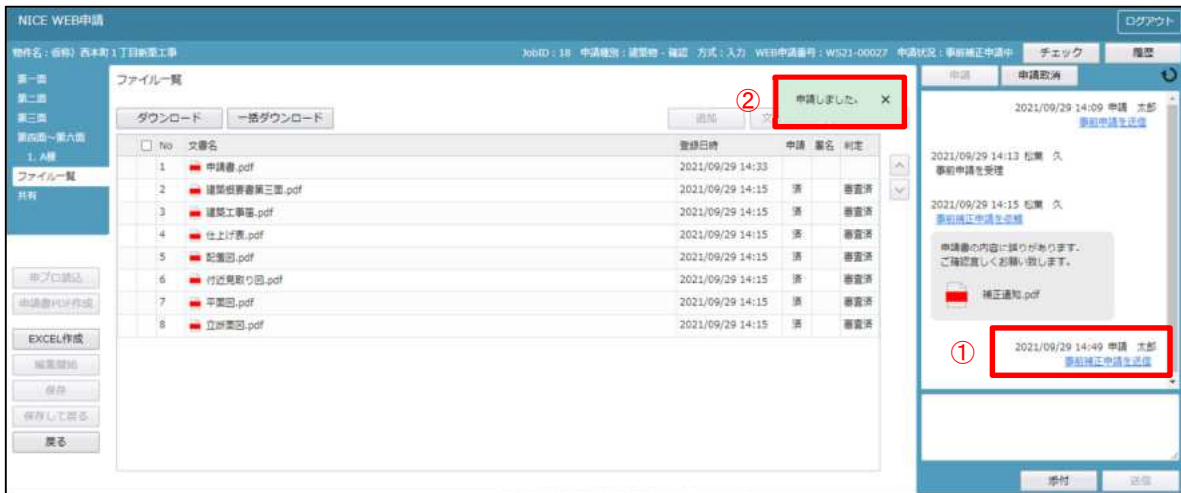 NICE WEB申請
ログアウト
物件名：仮称）西本町１丁目新築工事
JobID：18 申請種別：建築物 - 確認 方式：入力 WEB申請番号：WS21-00027 申請状況：事前補正申請中
チェック
履歴
第一面
第二面
第三面
第四面～第六面
1. A棟
ファイル一覧
共有
申プロ読込
申請書PDF作成
EXCEL作成
編集開始
保存
保存して戻る
戻る
ファイル一覧
②
申請しました。 ×
ダウンロード
一括ダウンロード
追加
文
No 文書名 登録日時 申請 署名 判定
1 申請書.pdf 2021/09/29 14:33
2 建築概要書第三面.pdf 2021/09/29 14:15 済 審査済
3 建築工事届.pdf 2021/09/29 14:15 済 審査済
4 仕上げ表.pdf 2021/09/29 14:15 済 審査済
5 配置図.pdf 2021/09/29 14:15 済 審査済
6 付近見取り図.pdf 2021/09/29 14:15 済 審査済
7 平面図.pdf 2021/09/29 14:15 済 審査済
8 立断面図.pdf 2021/09/29 14:15 済 審査済
申請
申請取消
2021/09/29 14:09 申請 太郎
事前申請を送信
2021/09/29 14:13 松葉 久
事前申請を受理
2021/09/29 14:15 松葉 久
事前補正申請を依頼
申請書の内容に誤りがあります。
ご確認宜しくお願い致します。
補正通知.pdf
①
2021/09/29 14:49 申請 太郎
事前補正申請を送信
添付
送信